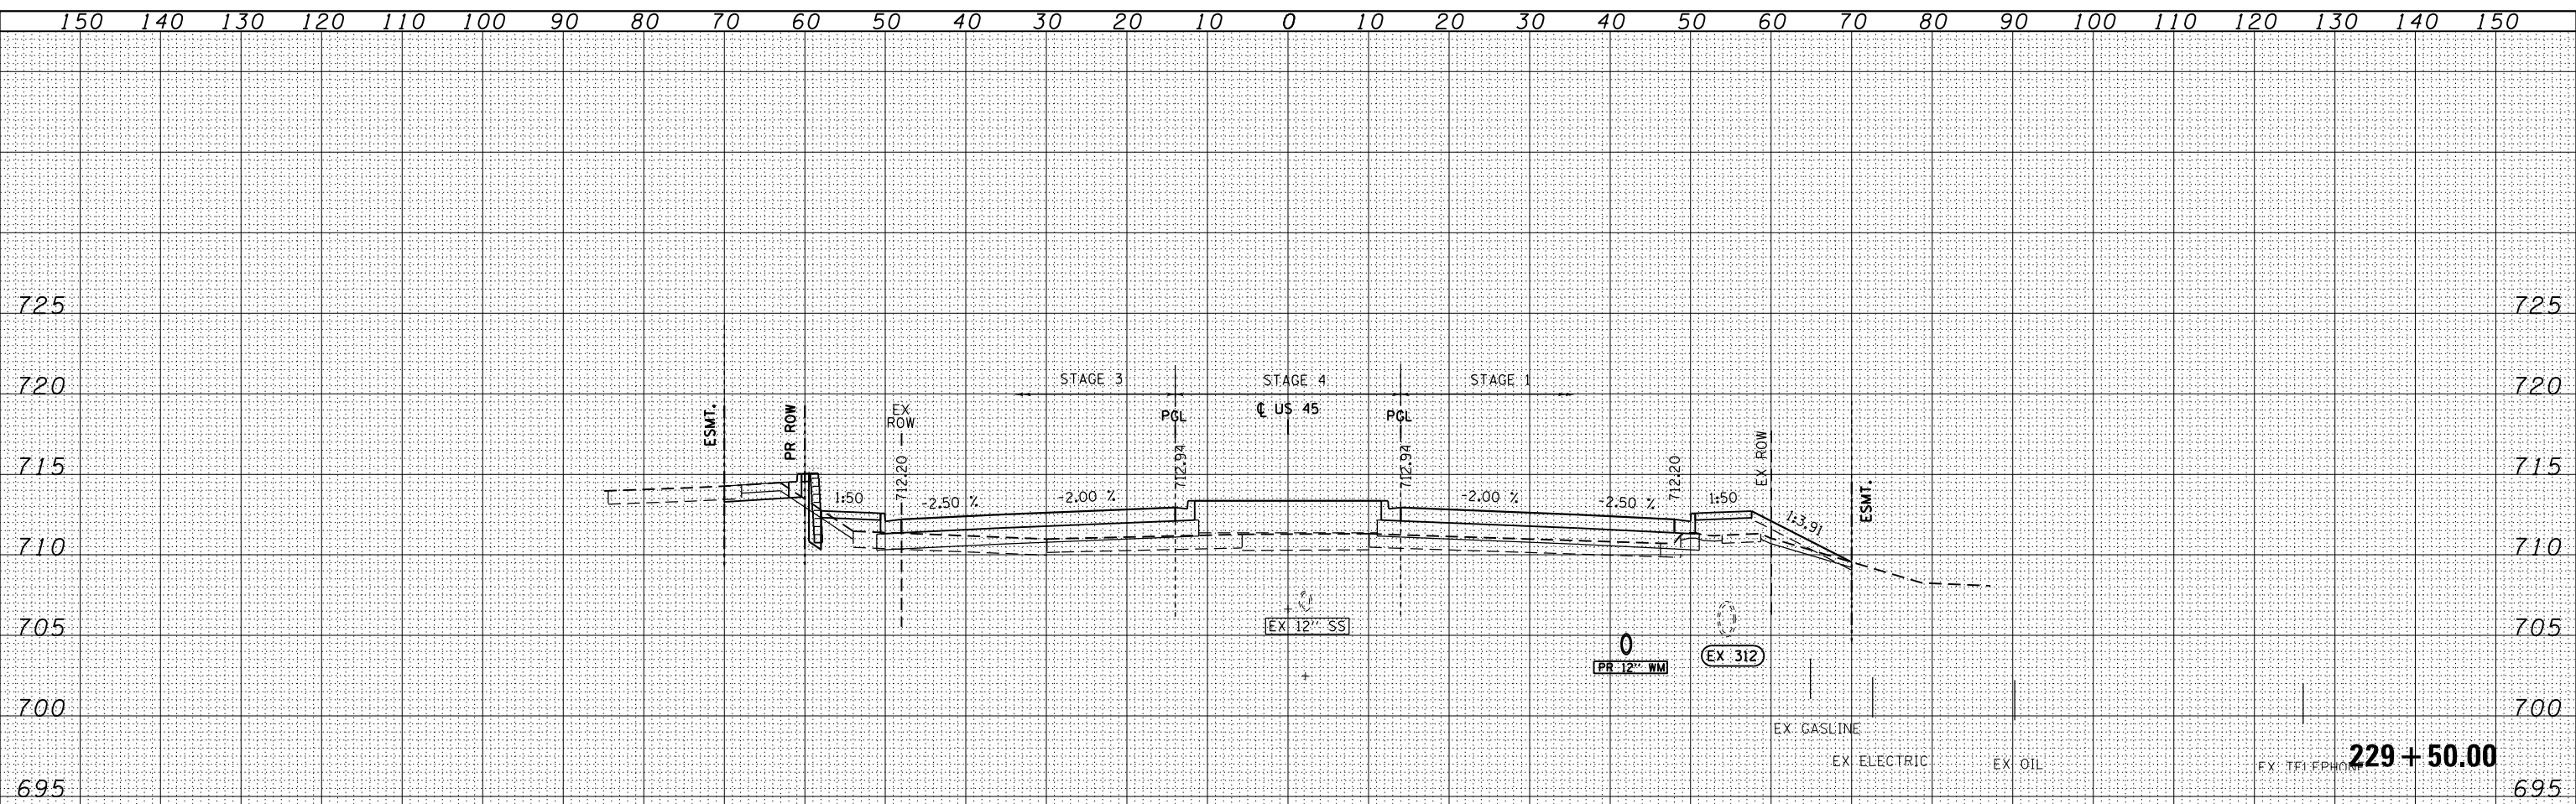 150 140 130 120 110 100 90 80 70 60 50 40 30 20 10 0 10 20 30 40 50 60 70 80 90 100 110 120 130 140 150
725 725
720 720
STAGE 3 STAGE 4 STAGE 1
ESMT. PR ROW EX ROW PGL ℄ US 45 PGL EX ROW ESMT.
715 715
712.20 712.94 712.94 712.20
1:50 -2.50 % -2.00 % -2.00 % -2.50 % 1:50
1:3.91
710 710
705 705
EX 12'' SS
PR 12'' WM
EX 312
700 700
EX GASLINE
EX ELECTRIC EX OIL EX TELEPHONE
229 + 50.00
695 695